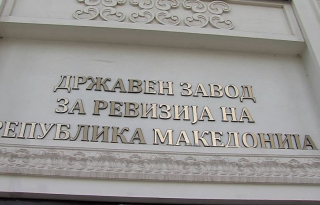 ДРЖАВЕН ЗАВОД
ЗА РЕВИЗИЈА НА
РЕПУБЛИКА МАКЕДОНИЈА